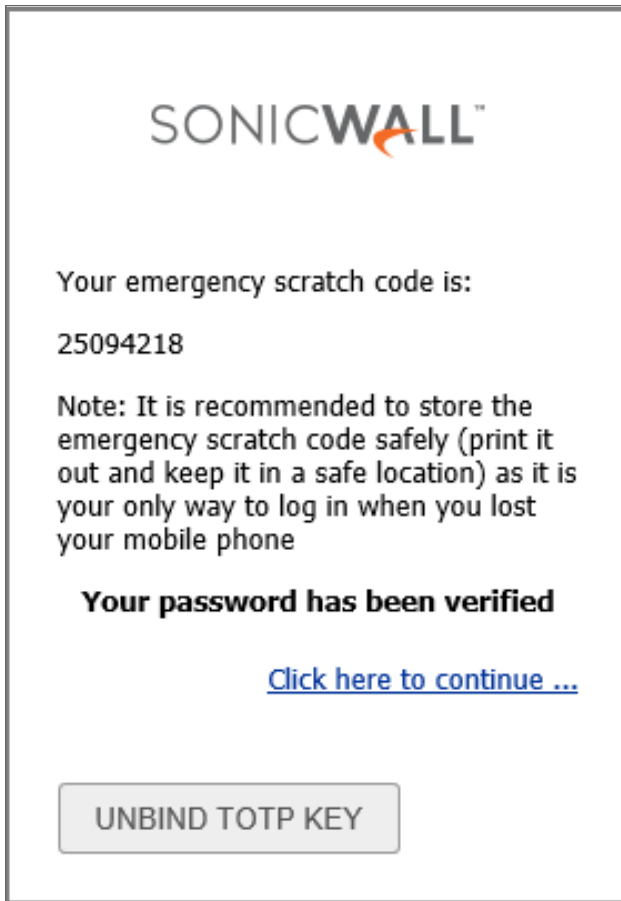 SONICWALL™
Your emergency scratch code is:
25094218
Note: It is recommended to store the
emergency scratch code safely (print it
out and keep it in a safe location) as it is
your only way to log in when you lost
your mobile phone
Your password has been verified
Click here to continue ...
UNBIND TOTP KEY